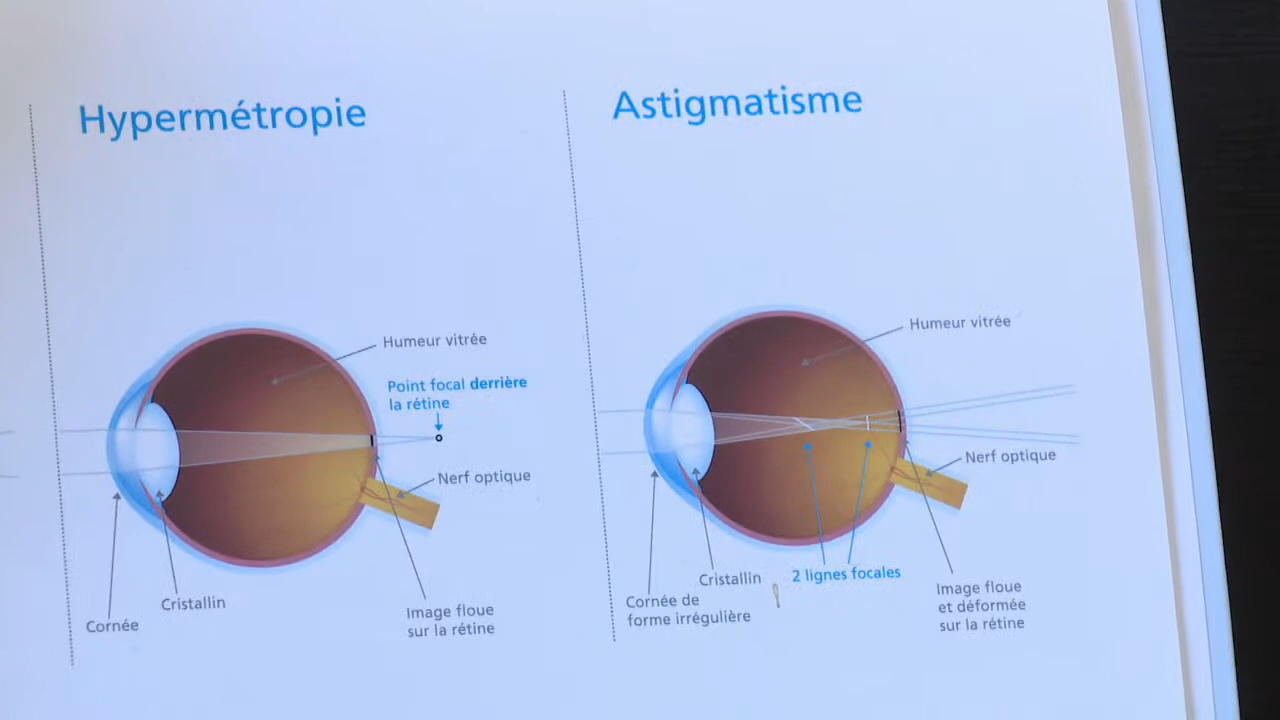 Hypermétropie
Humeur vitrée
Point focal derrière
la rétine
Nerf optique
Cristallin
Cornée
Image floue
sur la rétine
Astigmatisme
Humeur vitrée
Nerf optique
Cristallin
2 lignes focales
Cornée de
forme irrégulière
Image floue
et déformée
sur la rétine